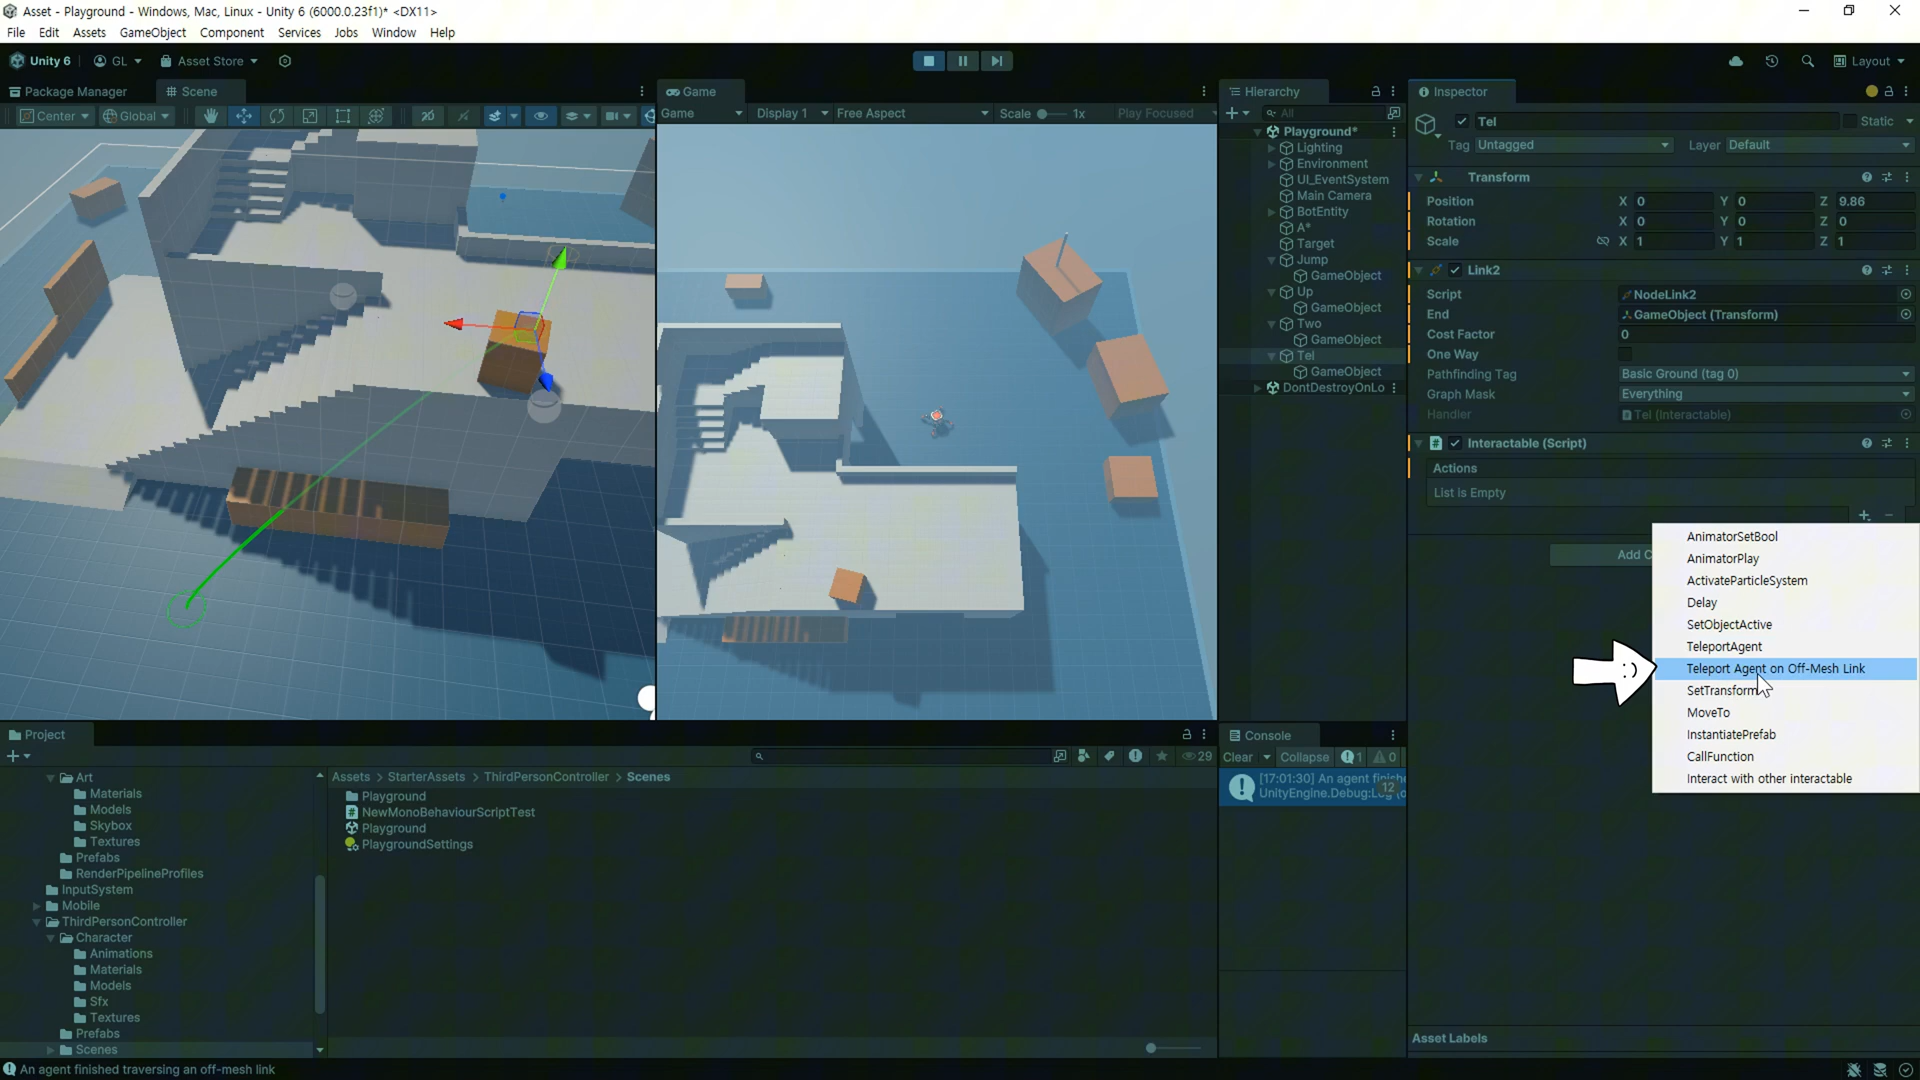 Asset - Playground - Windows, Mac, Linux - Unity 6 (6000.0.23f1)* <DX11>
File Edit Assets GameObject Component Services Jobs Window Help
Unity 6 GL Asset Store Layout
Package Manager Scene
Center Global 2D
Game
Game Display 1 Free Aspect Scale 1x Play Focused
Hierarchy
All
Playground*
Lighting
Environment
UI_EventSystem
Main Camera
BotEntity
A*
Target
Jump
GameObject
Up
GameObject
Two
GameObject
Tel
GameObject
DontDestroyOnLo
Inspector
Tel Static
Tag Untagged Layer Default
Transform
Position X 0 Y 0 Z 9.86
Rotation X 0 Y 0 Z 0
Scale X 1 Y 1 Z 1
Link2
Script NodeLink2
End GameObject (Transform)
Cost Factor 0
One Way
Pathfinding Tag Basic Ground (tag 0)
Graph Mask Everything
Handler Tel (Interactable)
# Interactable (Script)
Actions
List is Empty
+ -
Add C
AnimatorSetBool
AnimatorPlay
ActivateParticleSystem
Delay
SetObjectActive
TeleportAgent
:) Teleport Agent on Off-Mesh Link
SetTransform
MoveTo
InstantiatePrefab
CallFunction
Interact with other interactable
Asset Labels
Project
29
Art
Materials
Models
Skybox
Textures
Prefabs
RenderPipelineProfiles
InputSystem
Mobile
ThirdPersonController
Character
Animations
Materials
Models
Sfx
Textures
Prefabs
Scenes
Assets > StarterAssets > ThirdPersonController > Scenes
Playground
# NewMonoBehaviourScriptTest
Playground
PlaygroundSettings
Console
Clear Collapse 1 0
[17:01:30] An agent finishe
UnityEngine.Debug:Log (o
12
An agent finished traversing an off-mesh link